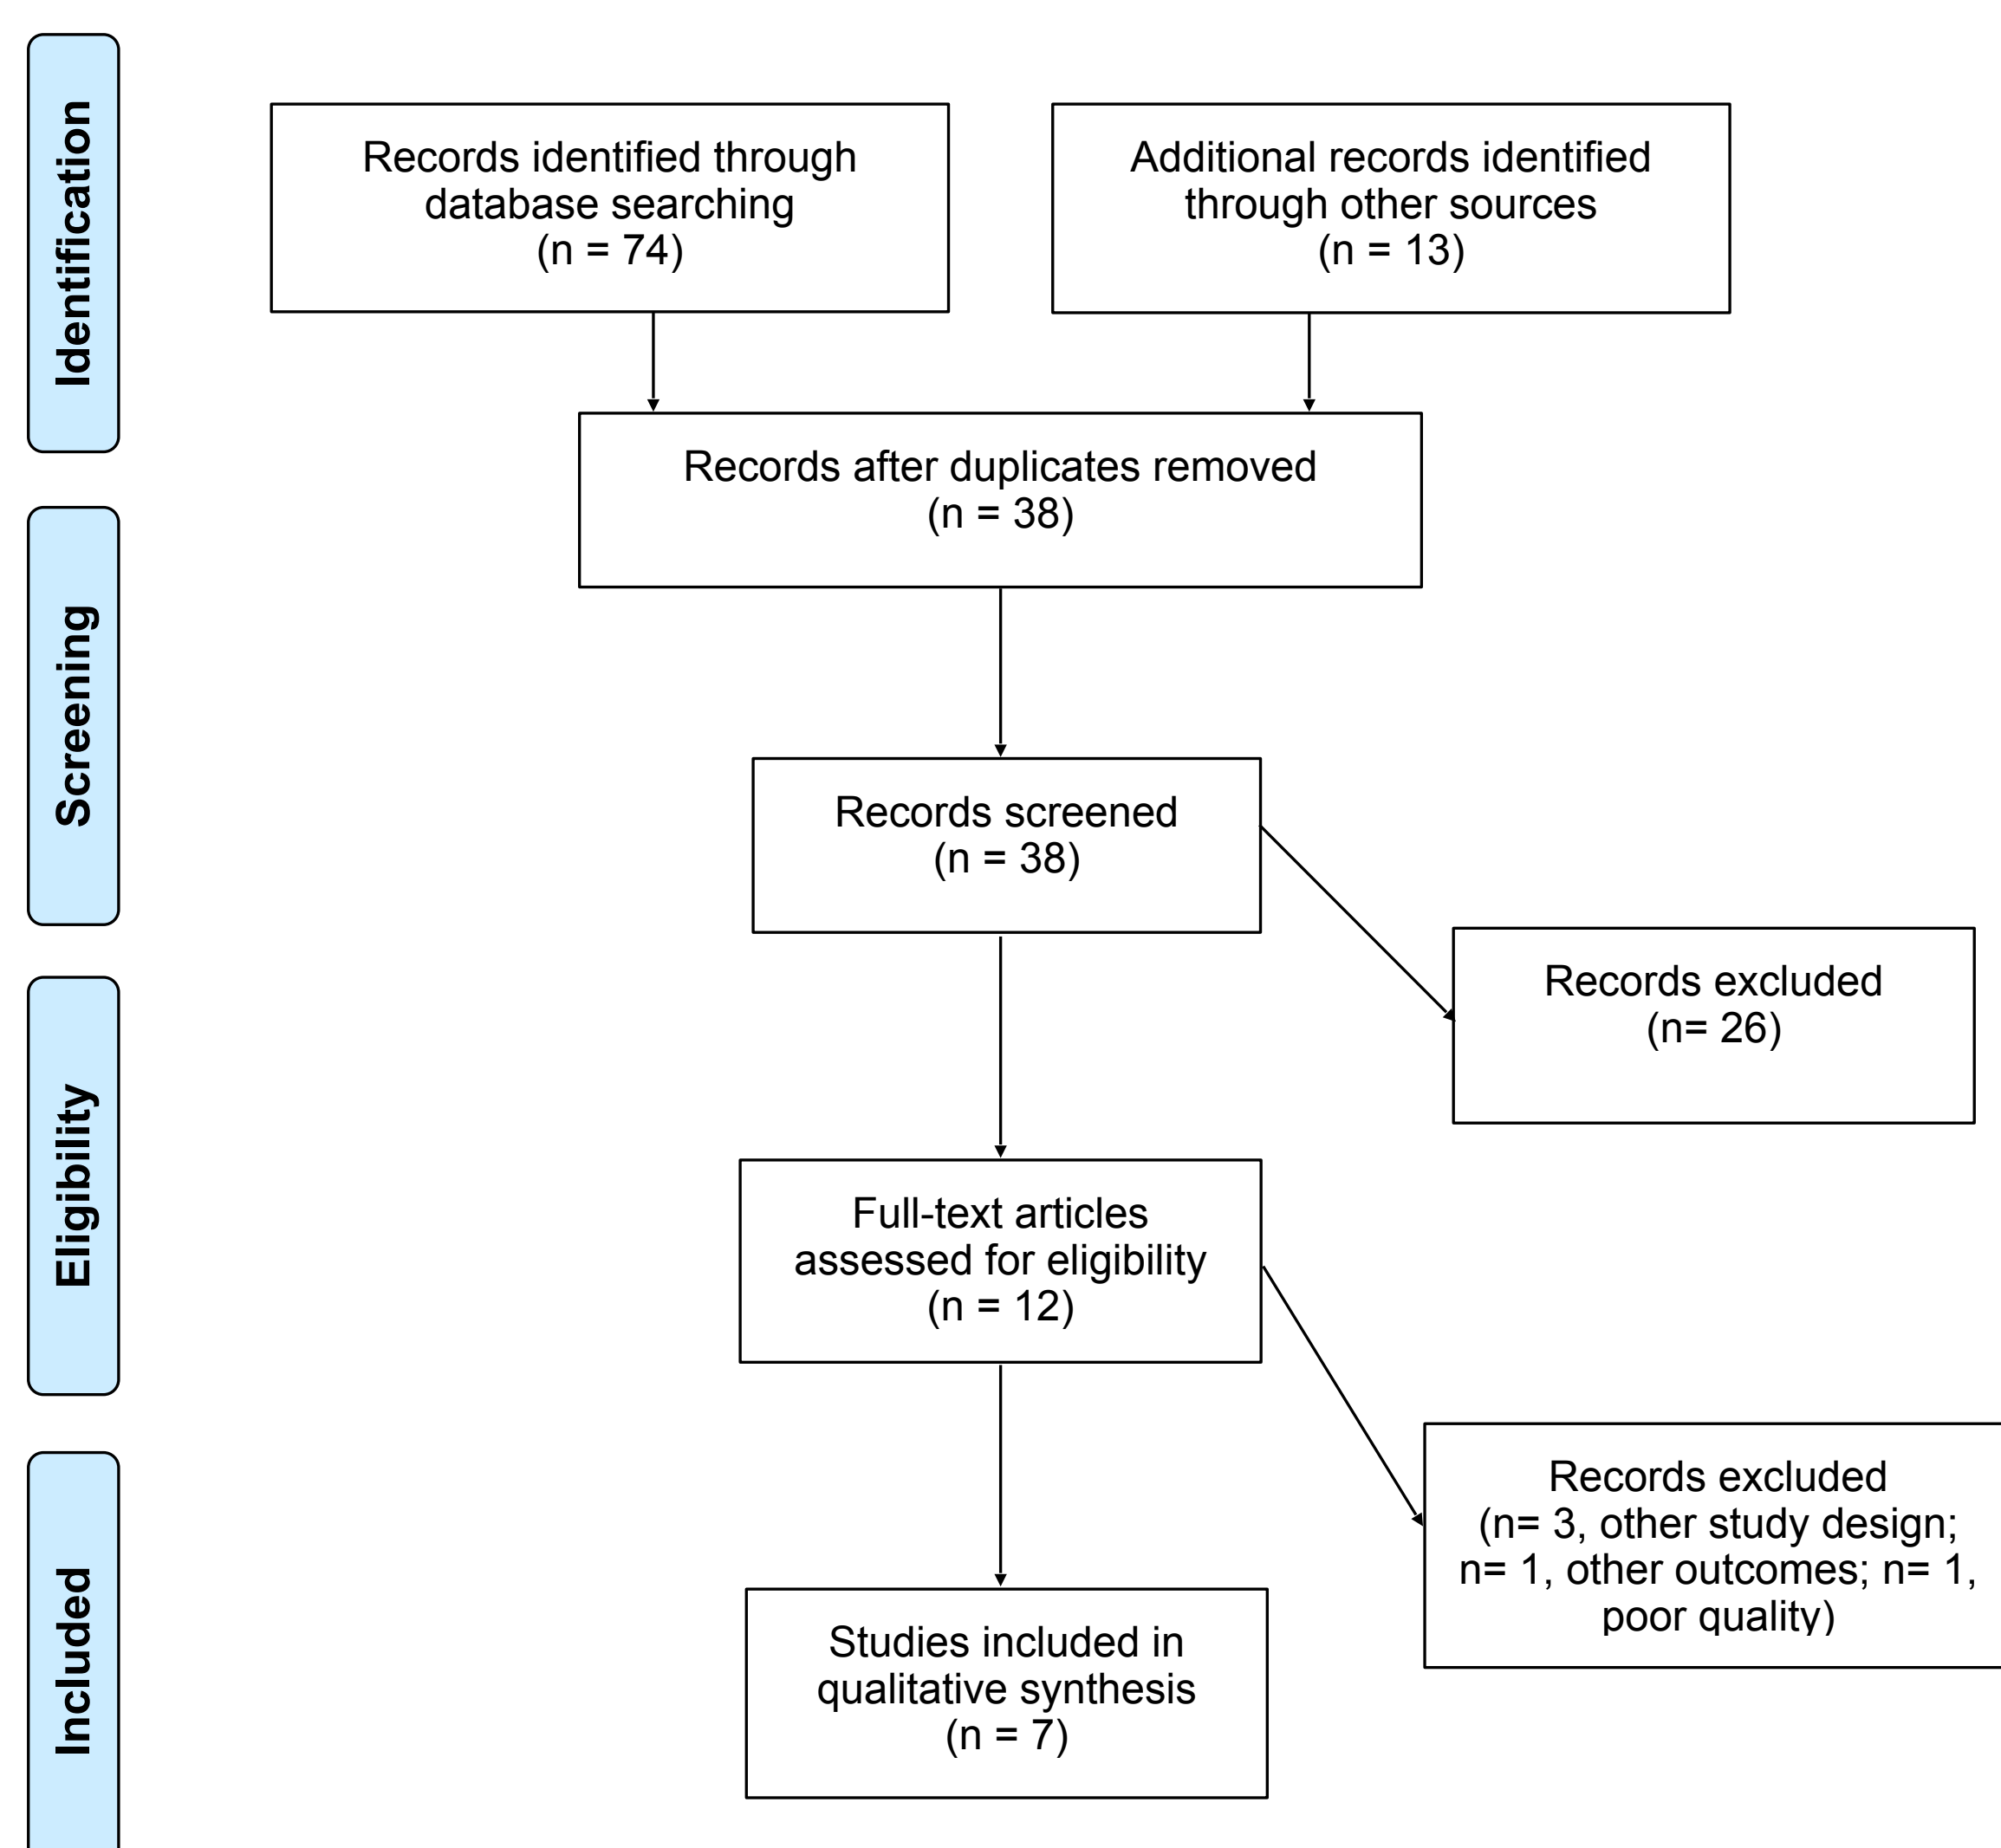 Identification
Records identified through
database searching
(n = 74)
Additional records identified
through other sources
(n = 13)
Records after duplicates removed
(n = 38)
Screening
Records screened
(n = 38)
Records excluded
(n= 26)
Eligibility
Full-text articles
assessed for eligibility
(n = 12)
Records excluded
(n= 3, other study design;
n= 1, other outcomes; n= 1,
poor quality)
Included
Studies included in
qualitative synthesis
(n = 7)